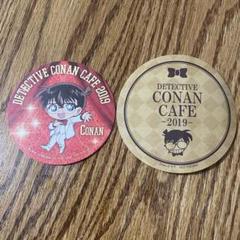 DETECTIVE CONAN CAFE 2019
CONAN
DETECTIVE
CONAN
CAFE
-2019-